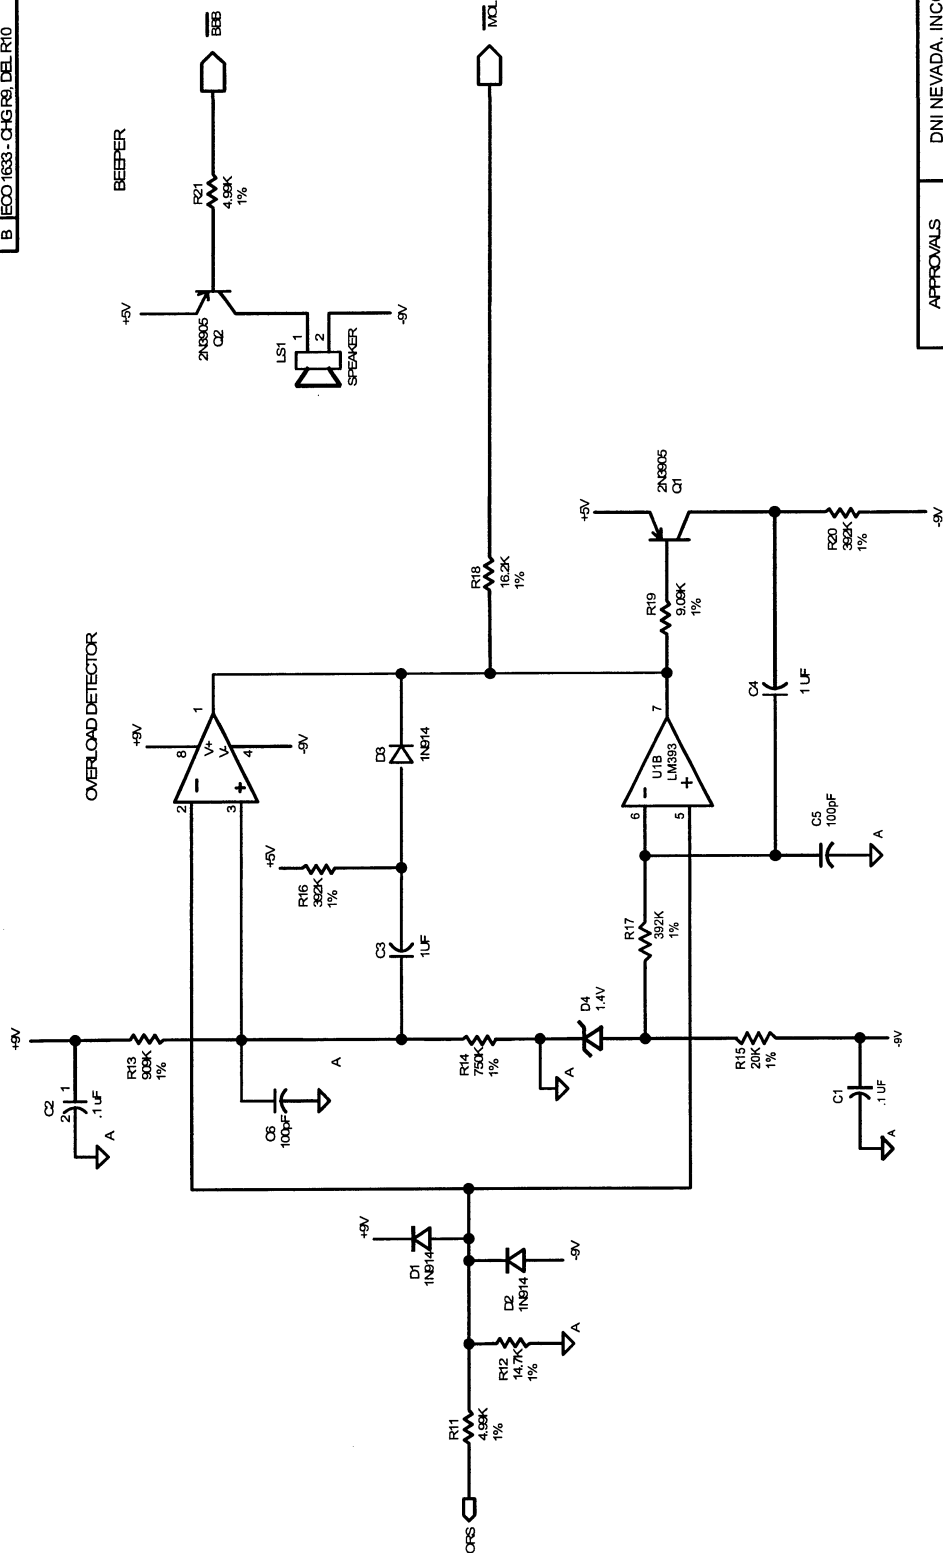 B ECO 1633 - CHG R9, DEL R10
BEEPER
BBB
R21
4.99K
1%
+5V
2N3905
Q2
LS1
1
2
SPEAKER
-9V
MOL
R18
16.2K
1%
OVERLOAD DETECTOR
+9V
8
V+
V-
4
-9V
1
2
3
D3
1N914
+5V
R16
392K
1%
C3
1UF
+9V
C2
2 1
.1 uF
A
R13
909K
1%
C6
100pF
A
R14
750K
1%
A
D4
1.4V
R15
20K
1%
C1
.1 UF
A
-9V
R17
392K
1%
6
5
7
U1B
LM393
C5
100pF
A
C4
1 UF
R19
9.09K
1%
+5V
2N3905
Q1
R20
392K
1%
-9V
+9V
D1
1N914
D2
1N914
-9V
R12
14.7K
1%
A
R11
4.99K
1%
ORS
APPROVALS
DNI NEVADA, INC